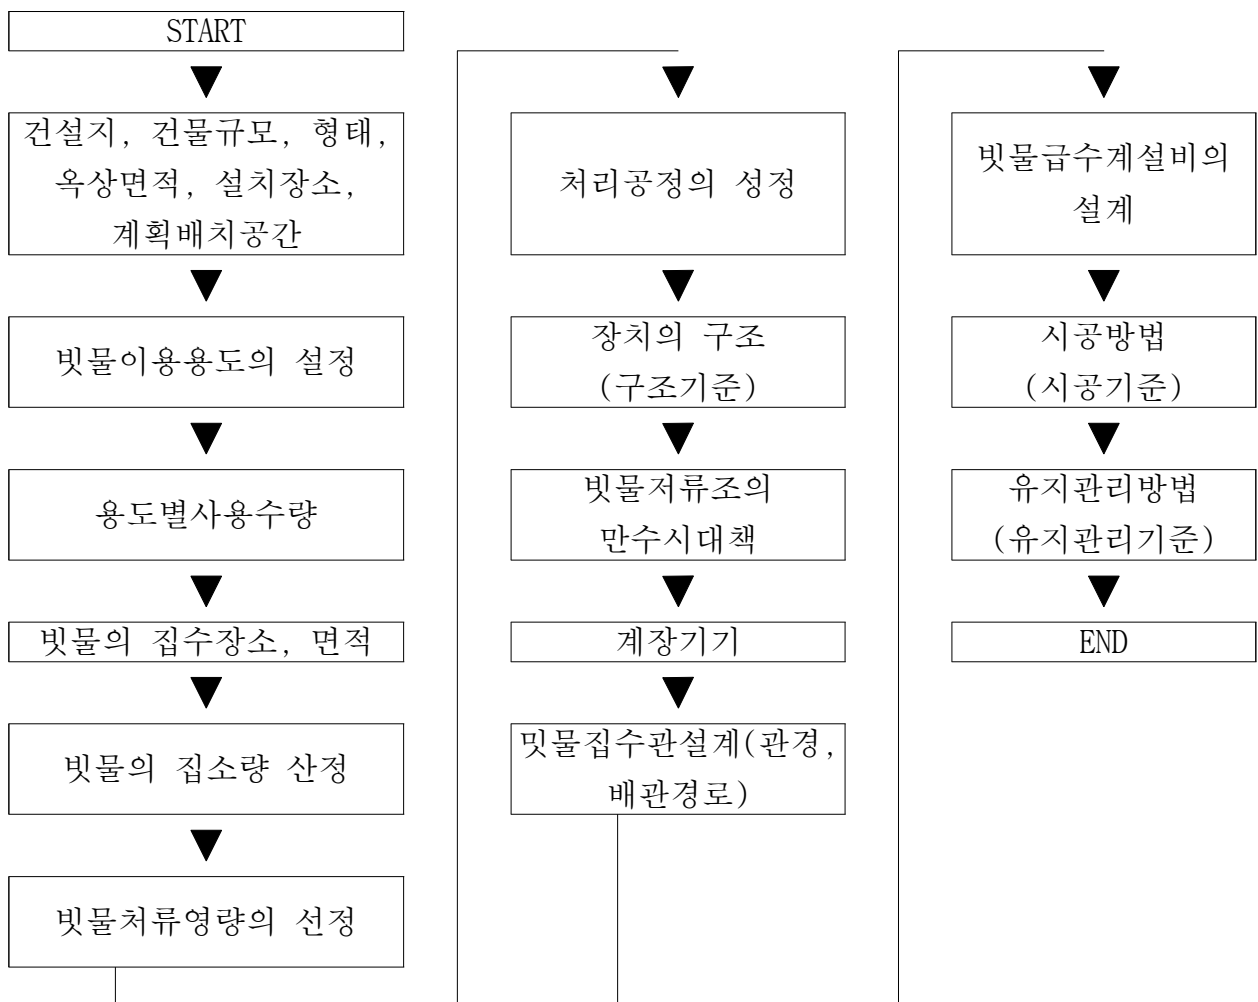 START
건설지, 건물규모, 형태,
옥상면적, 설치장소,
계획배치공간
빗물이용용도의 설정
용도별사용수량
빗물의 집수장소, 면적
빗물의 집소량 산정
빗물처류영량의 선정
처리공정의 성정
장치의 구조
(구조기준)
빗물저류조의
만수시대책
계장기기
밋물집수관설계(관경,
배관경로)
빗물급수계설비의
설계
시공방법
(시공기준)
유지관리방법
(유지관리기준)
END